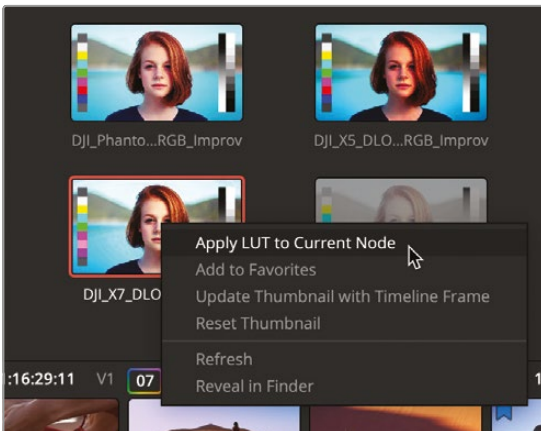 DJI_Phanto...RGB_Improv
DJI_X5_DLO...RGB_Improv
DJI_X7_DLO
Apply LUT to Current Node
Add to Favorites
Update Thumbnail with Timeline Frame
Reset Thumbnail
Refresh
Reveal in Finder
:16:29:11 V1 07
1